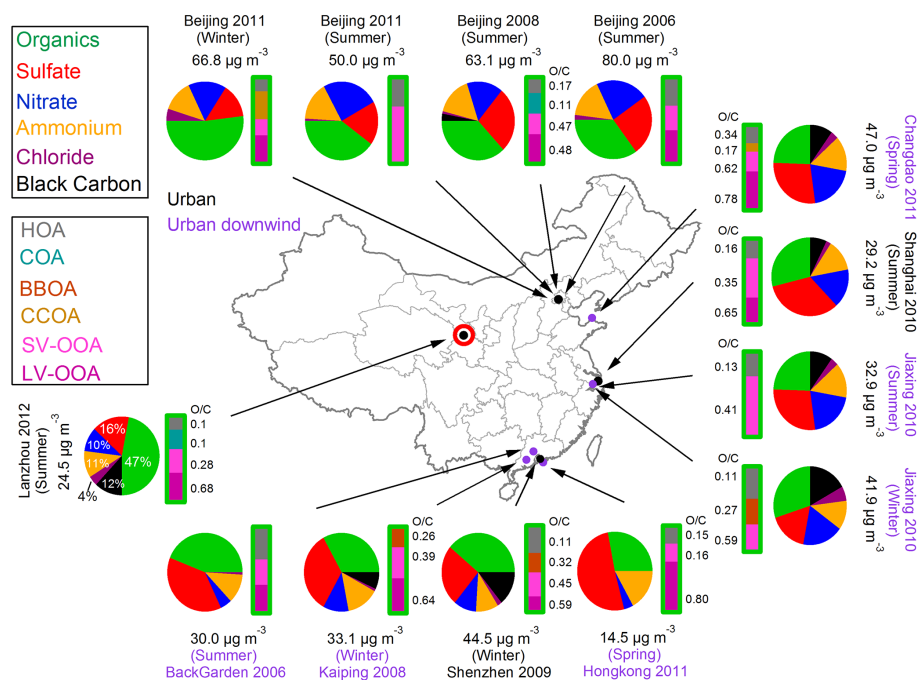 Beijing 2011
(Winter)
66.8 µg m-3
Beijing 2011
(Summer)
50.0 µg m-3
Beijing 2008
(Summer)
63.1 µg m-3
Beijing 2006
(Summer)
80.0 µg m-3
Organics
Sulfate
Nitrate
Ammonium
Chloride
Black Carbon
O/C
0.17
0.11
0.47
0.48
Urban
Urban downwind
HOA
COA
BBOA
CCOA
SV-OOA
LV-OOA
O/C
0.34
0.17
0.62
0.78
Changdao 2011
(Spring)
47.0 µg m-3
O/C
0.16
0.35
0.65
Shanghai 2010
(Summer)
29.2 µg m-3
O/C
0.13
0.41
Jiaxing 2010
(Summer)
32.9 µg m-3
O/C
0.11
0.27
0.59
Jiaxing 2010
(Winter)
41.9 µg m-3
Lanzhou 2012
(Summer)
24.5 µg m-3
16%
10%
11%
4%
12%
47%
O/C
0.1
0.1
0.28
0.68
30.0 µg m-3
(Summer)
BackGarden 2006
O/C
0.26
0.39
0.64
33.1 µg m-3
(Winter)
Kaiping 2008
O/C
0.11
0.32
0.45
0.59
44.5 µg m-3
(Winter)
Shenzhen 2009
O/C
0.15
0.16
0.80
14.5 µg m-3
(Spring)
Hongkong 2011